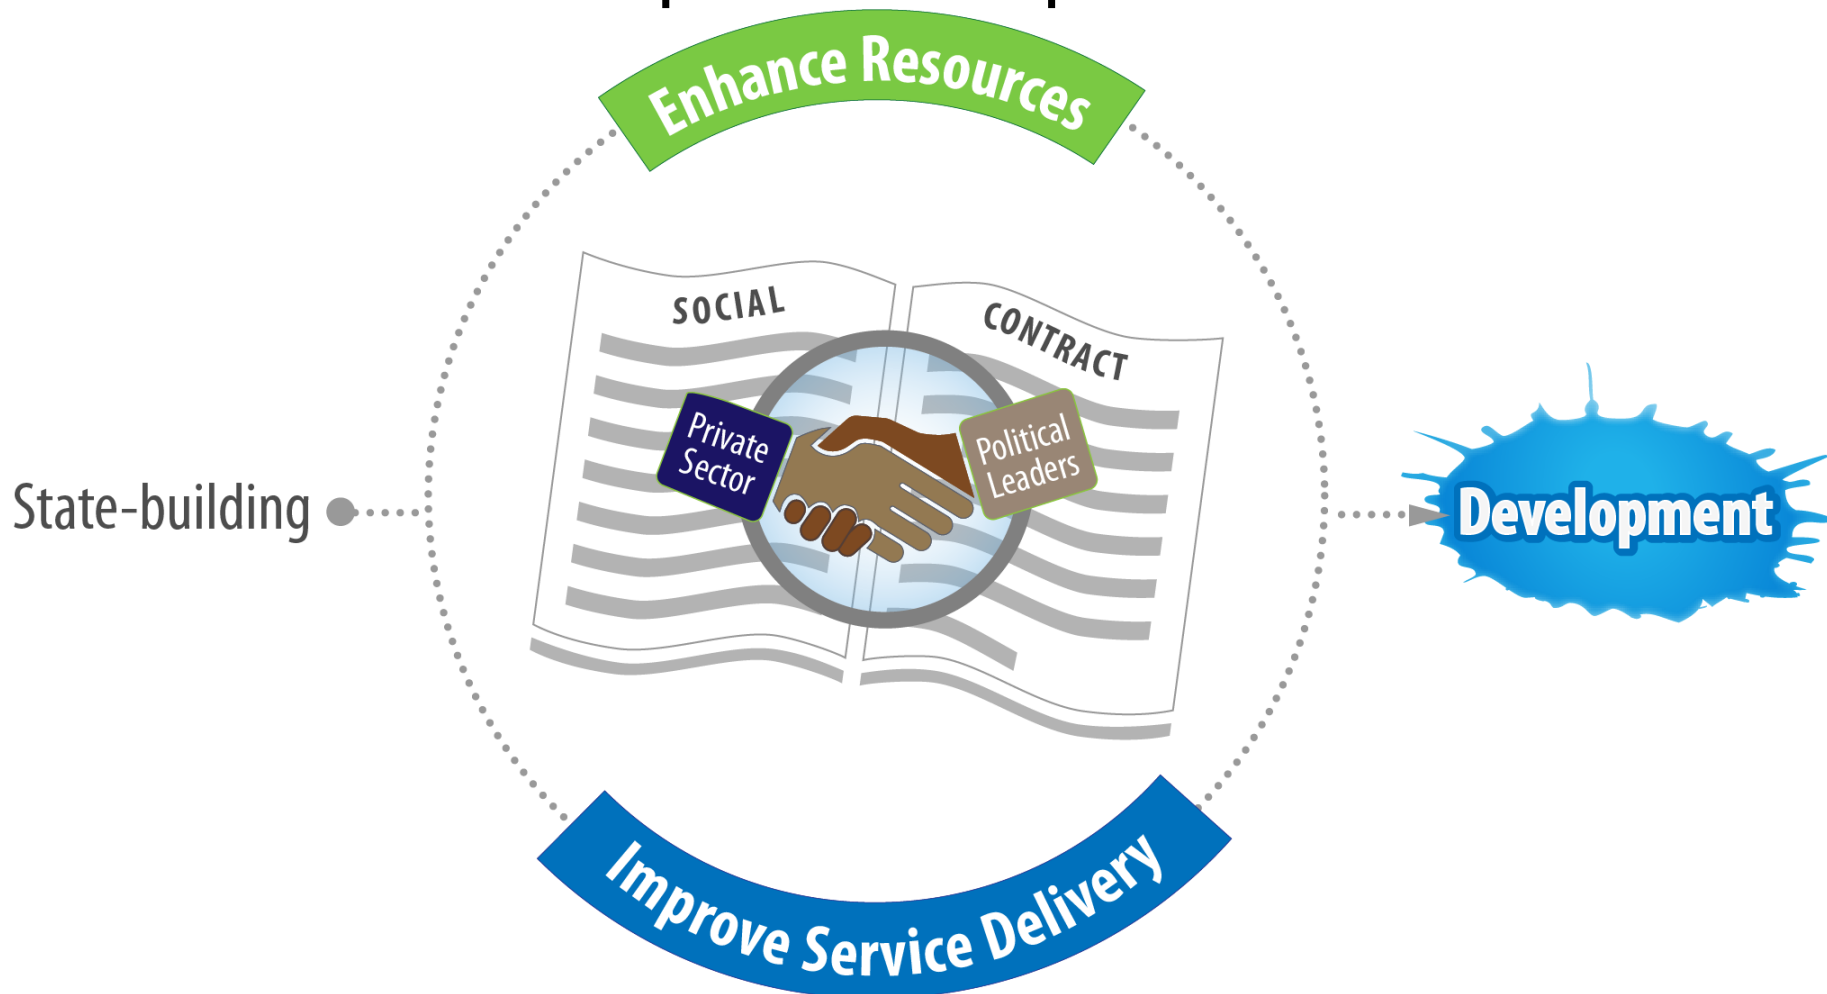 Enhance Resources
SOCIAL
CONTRACT
Private
Sector
Political
Leaders
State-building
Development
Improve Service Delivery